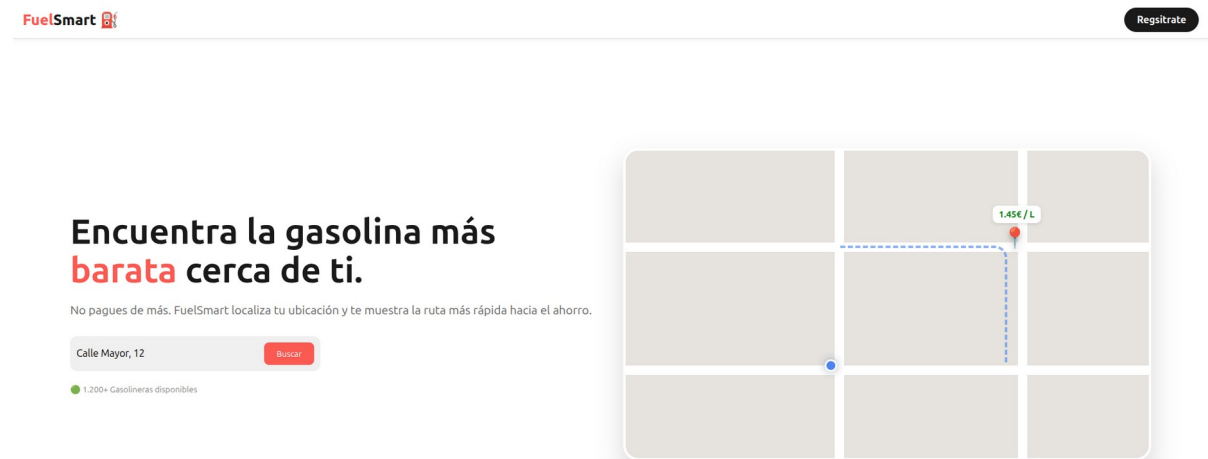 FuelSmart
Regsitrate
Encuentra la gasolina más
barata cerca de ti.
No pagues de más. FuelSmart localiza tu ubicación y te muestra la ruta más rápida hacia el ahorro.
Calle Mayor, 12
Buscar
1.200+ Gasolineras disponibles
1.45€ / L